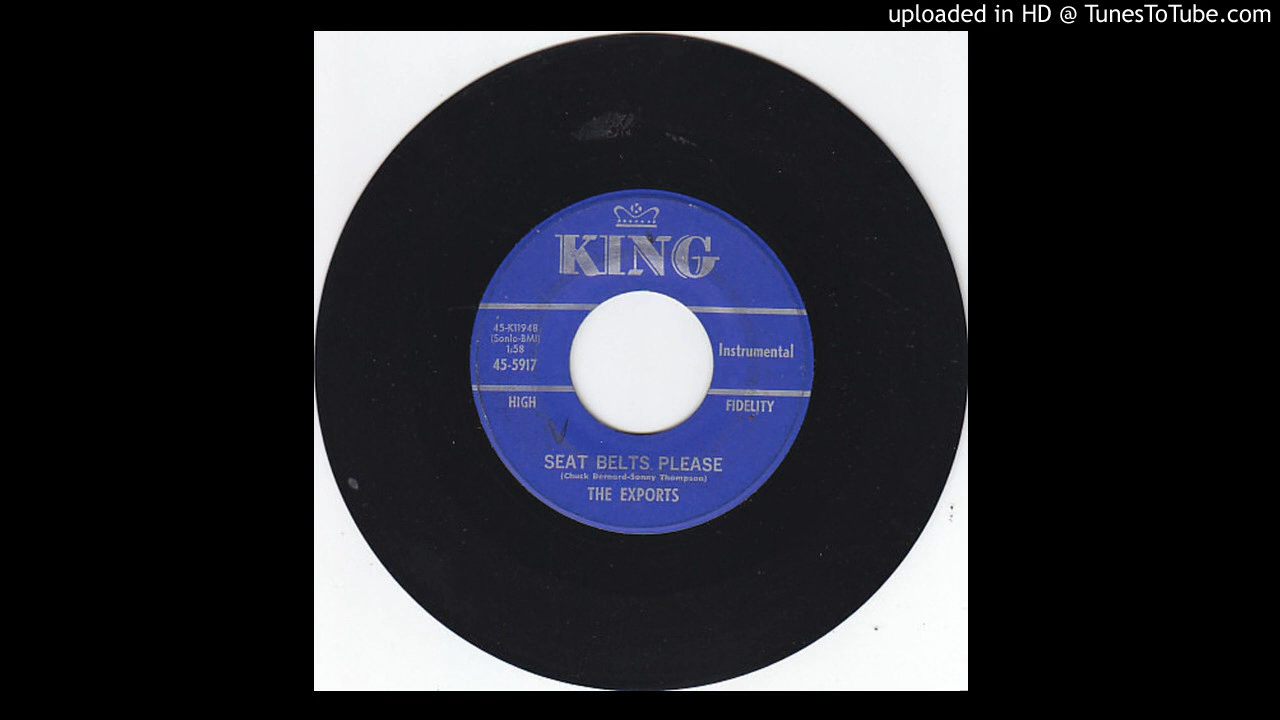 uploaded in HD @ TunesToTube.com
KING
45-K11948
(Sonlo-BMI)
1:58
45-5917
Instrumental
HIGH
FIDELITY
SEAT BELTS, PLEASE
(Chuck Bernard-Sonny Thompson)
THE EXPORTS